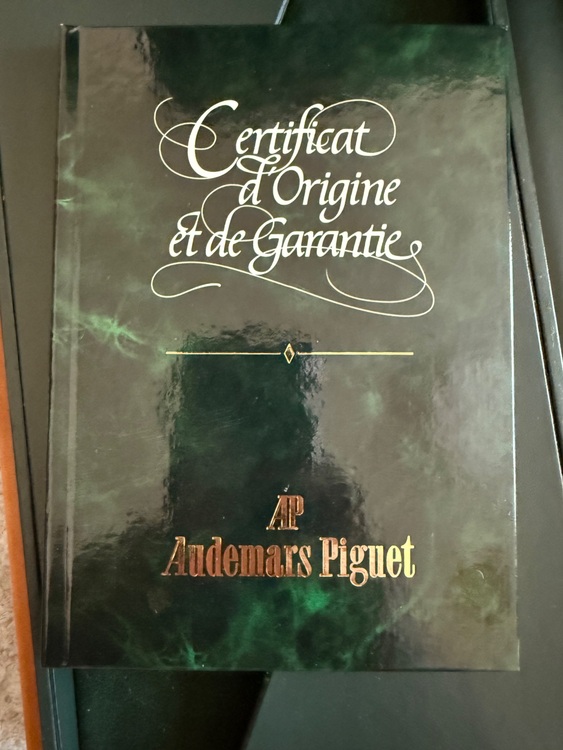 Certificat
d'Origine
et de Garantie
AP
Audemars Piguet